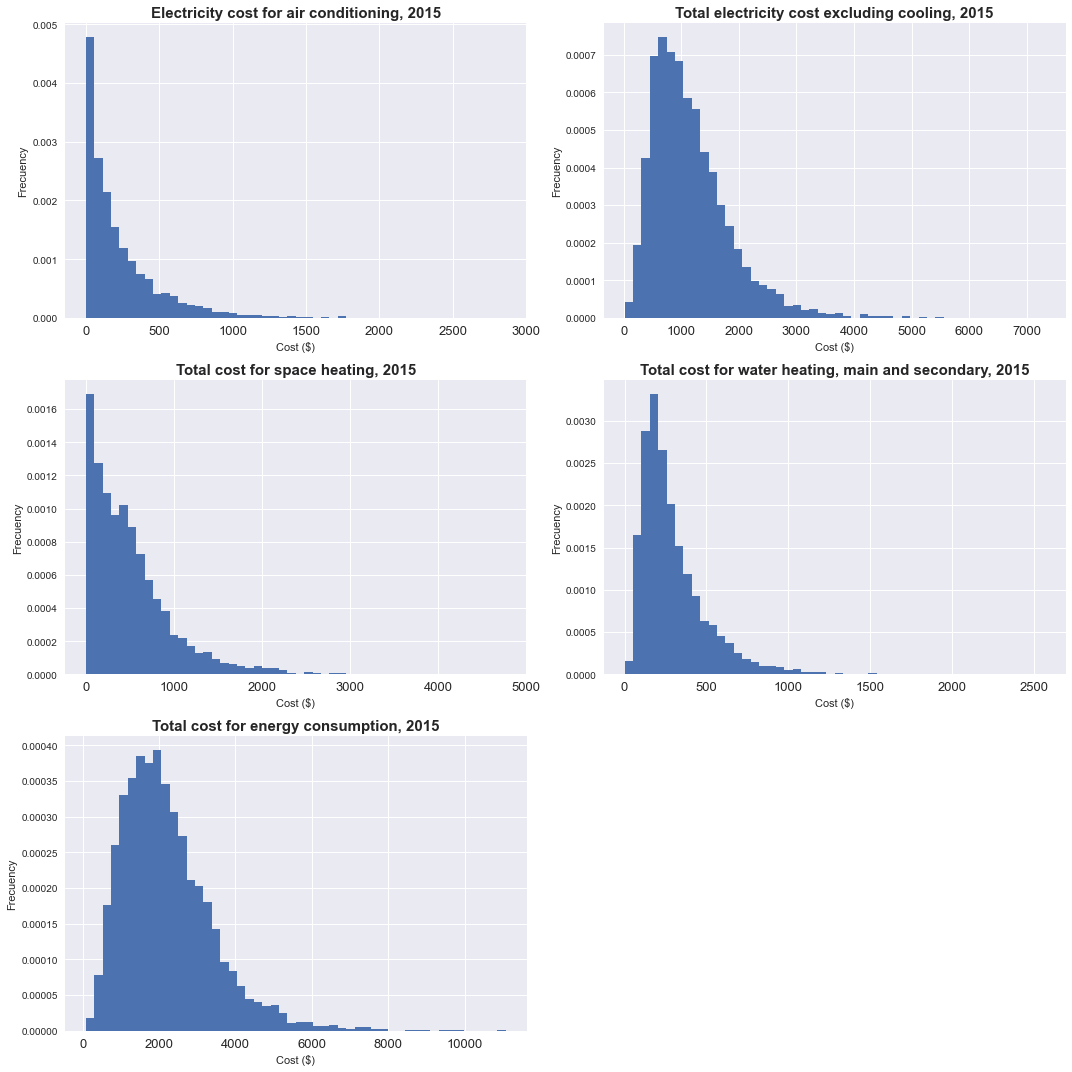 Electricity cost for air conditioning, 2015
0.005
0.004
0.003
0.002
0.001
0.000
Frecuency
0 500 1000 1500 2000 2500 3000
Cost ($)
Total electricity cost excluding cooling, 2015
0.0007
0.0006
0.0005
0.0004
0.0003
0.0002
0.0001
0.0000
Frecuency
0 1000 2000 3000 4000 5000 6000 7000
Cost ($)
Total cost for space heating, 2015
0.0016
0.0014
0.0012
0.0010
0.0008
0.0006
0.0004
0.0002
0.0000
Frecuency
0 1000 2000 3000 4000 5000
Cost ($)
Total cost for water heating, main and secondary, 2015
0.0030
0.0025
0.0020
0.0015
0.0010
0.0005
0.0000
Frecuency
0 500 1000 1500 2000 2500
Cost ($)
Total cost for energy consumption, 2015
0.00040
0.00035
0.00030
0.00025
0.00020
0.00015
0.00010
0.00005
0.00000
Frecuency
0 2000 4000 6000 8000 10000
Cost ($)